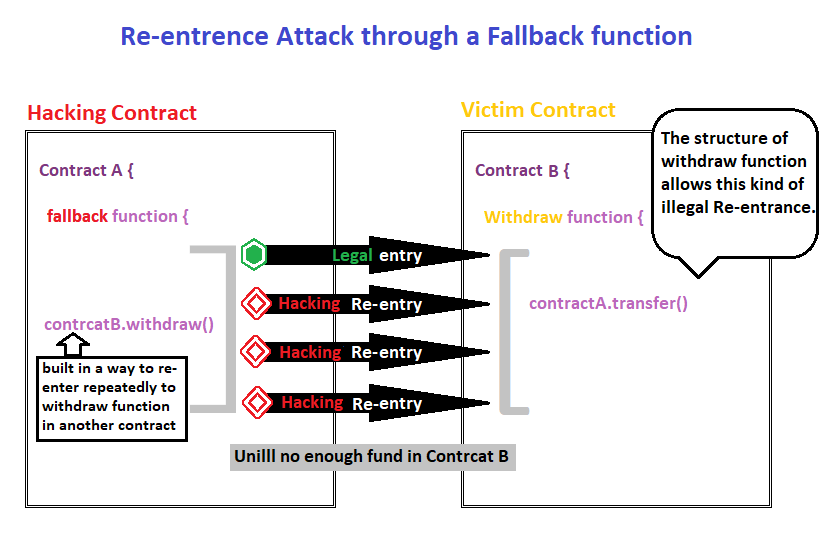 Re-entrence Attack through a Fallback function
Hacking Contract
Contract A {
fallback function {
contrcatB.withdraw()
built in a way to re-
enter repeatedly to
withdraw function
in another contract
Legal entry
Hacking Re-entry
Hacking Re-entry
Hacking Re-entry
Unilll no enough fund in Contrcat B
Victim Contract
Contract B {
Withdraw function {
contractA.transfer()
The structure of
withdraw function
allows this kind of
illegal Re-entrance.